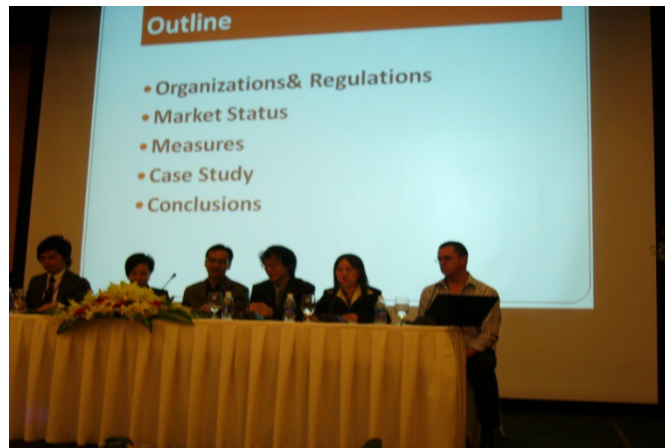 Outline
• Organizations& Regulations
• Market Status
• Measures
• Case Study
• Conclusions